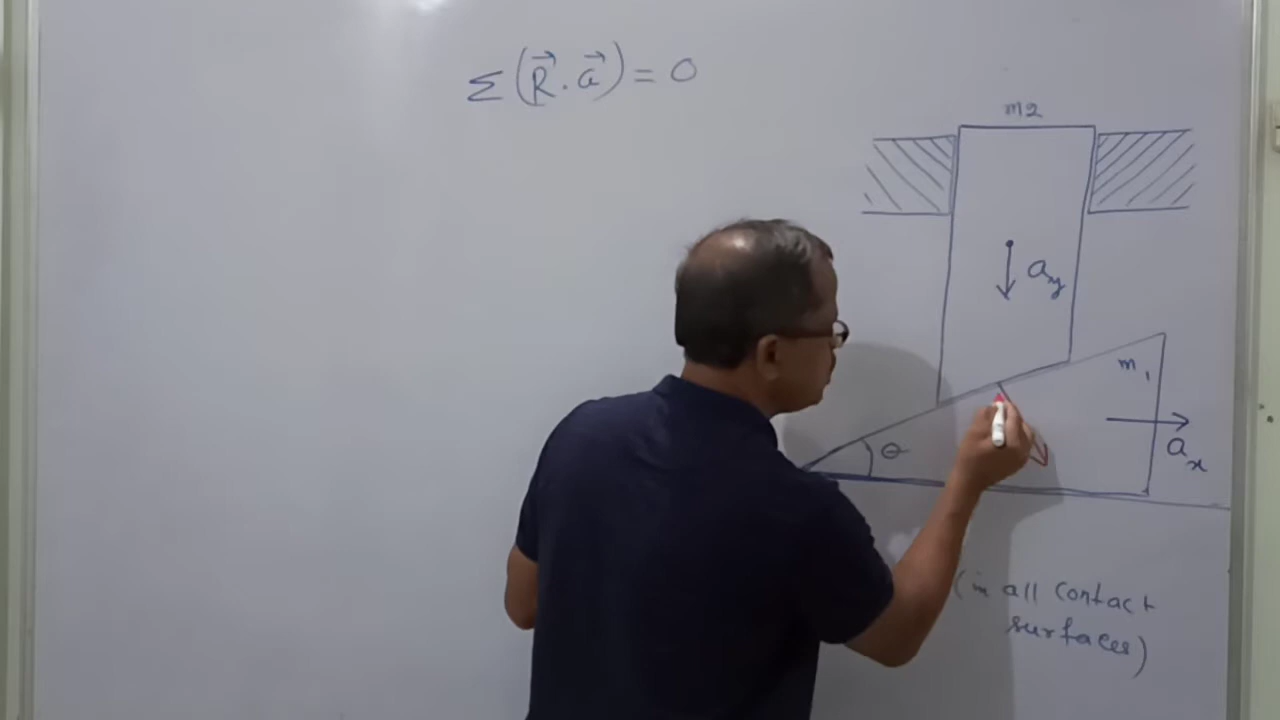 Σ(R⃗.a⃗) = 0
m2
ay
m1
θ
ax
(in all contact
surfaces)